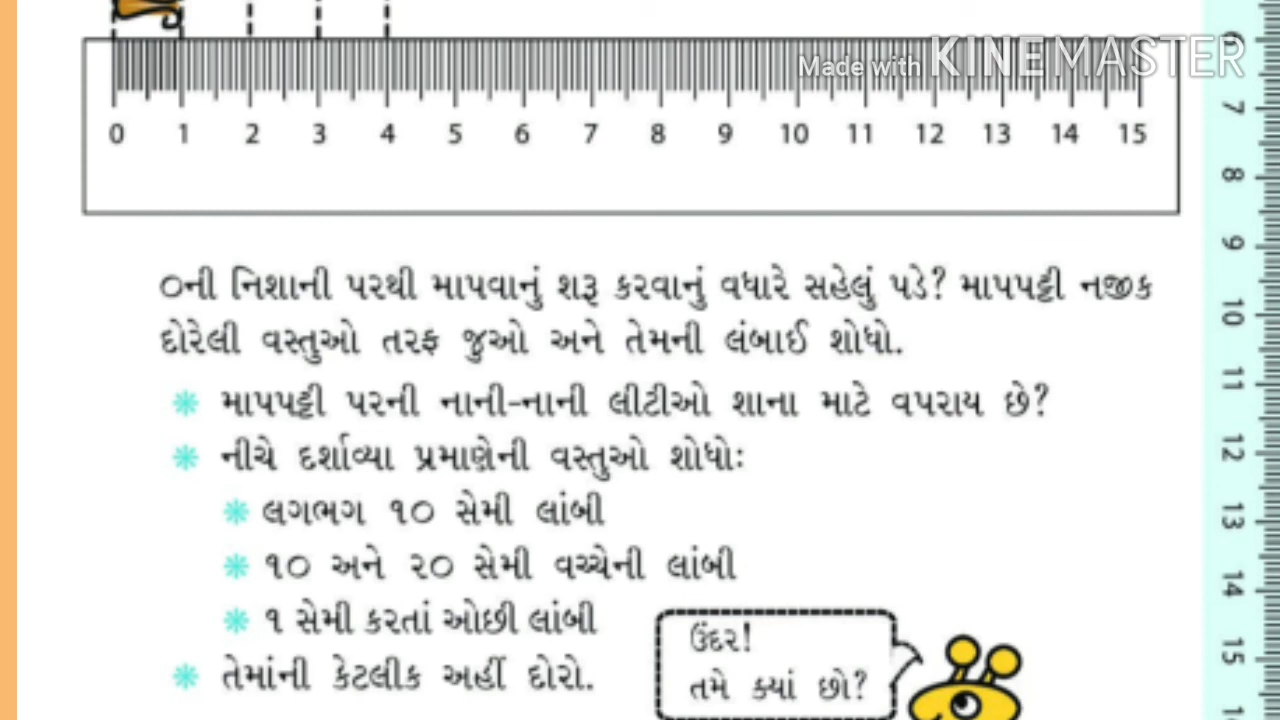 Made with KINEMASTER
0 1 2 3 4 5 6 7 8 9 10 11 12 13 14 15
૦ની નિશાની પરથી માપવાનું શરૂ કરવાનું વધારે સહેલું પડે? માપપટ્ટી નજીક
દોરેલી વસ્તુઓ તરફ જુઓ અને તેમની લંબાઈ શોધો.
માપપટ્ટી પરની નાની-નાની લીટીઓ શાના માટે વપરાય છે?
નીચે દર્શાવ્યા પ્રમાણેની વસ્તુઓ શોધોઃ
લગભગ ૧૦ સેમી લાંબી
૧૦ અને ૨૦ સેમી વચ્ચેની લાંબી
૧ સેમી કરતાં ઓછી લાંબી
તેમાંની કેટલીક અહીં દોરો.
ઉંદર!
તમે ક્યાં છો?
7
8
9
10
11
12
13
14
15